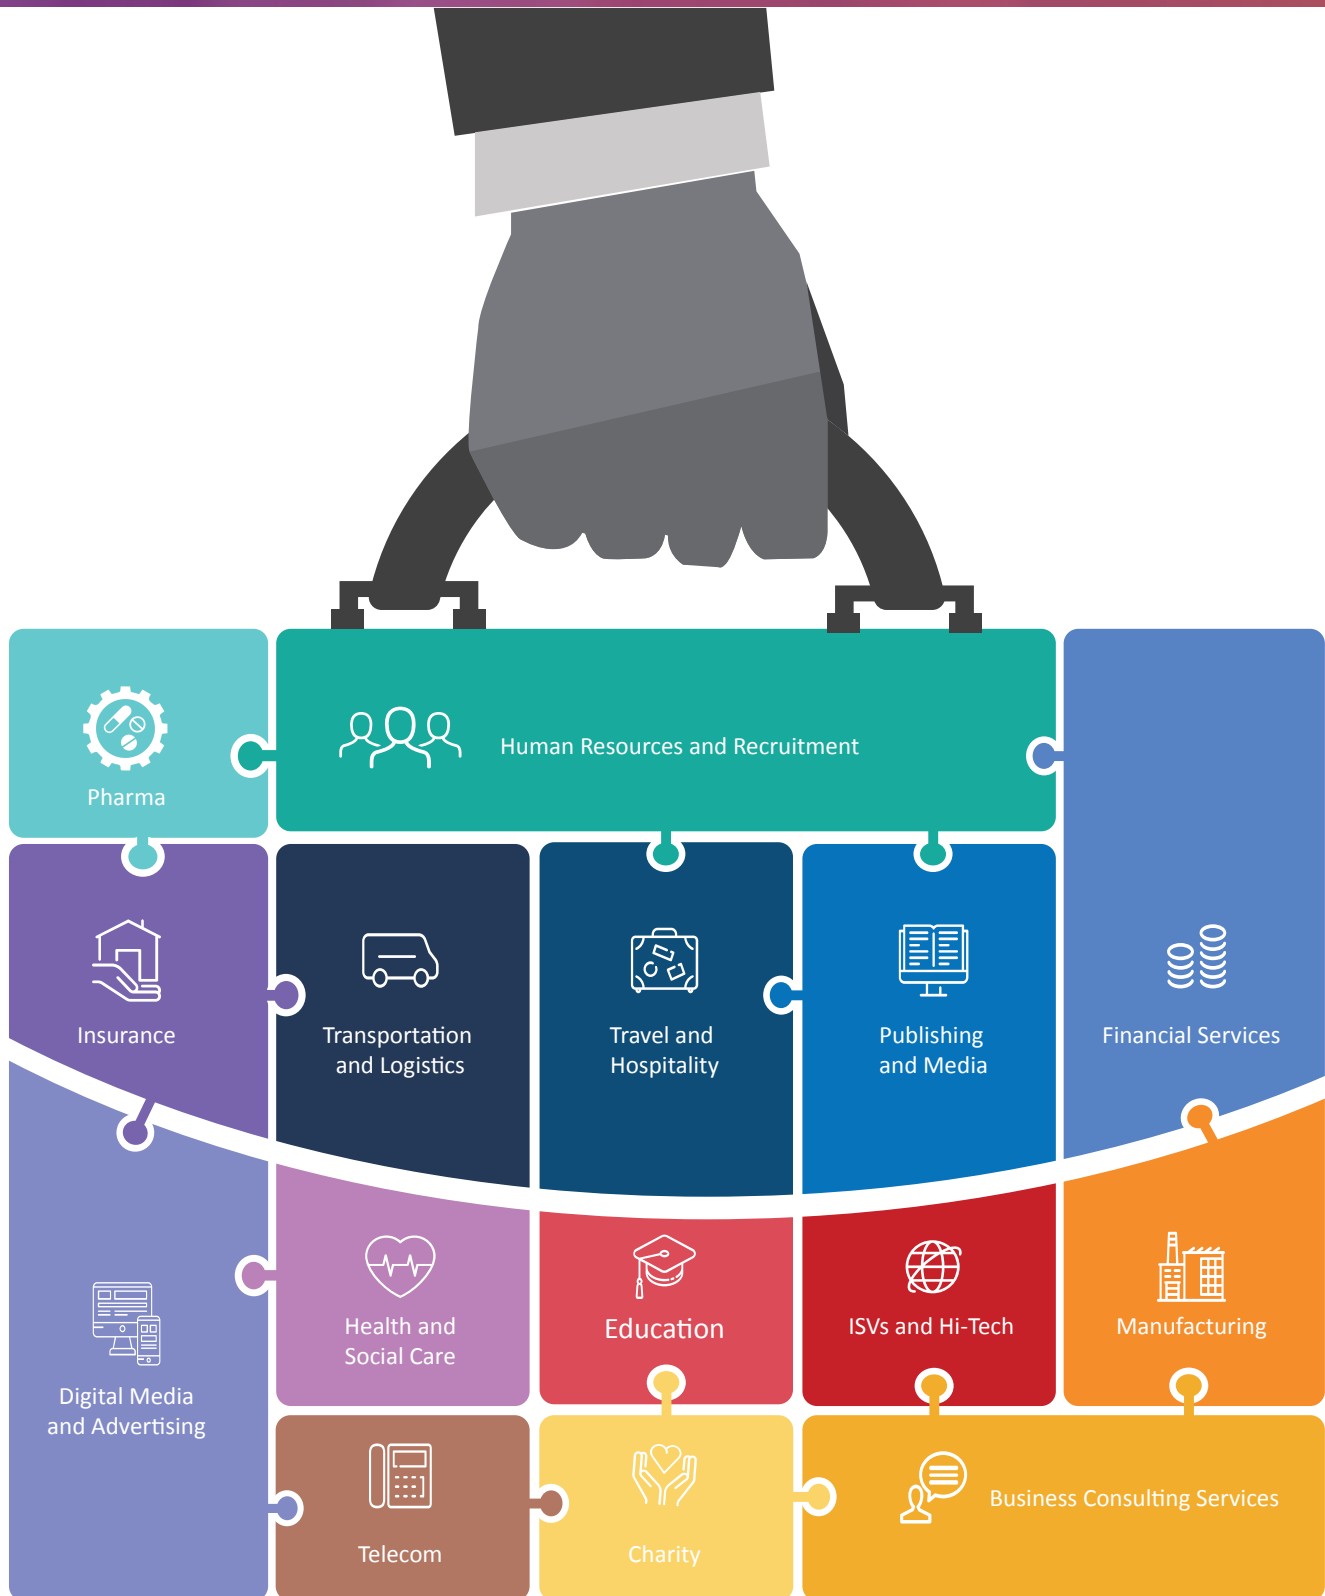 Pharma
Human Resources and Recruitment
Insurance
Transportation
and Logistics
Travel and
Hospitality
Publishing
and Media
Financial Services
Digital Media
and Advertising
Health and
Social Care
Education
ISVs and Hi-Tech
Manufacturing
Telecom
Charity
Business Consulting Services